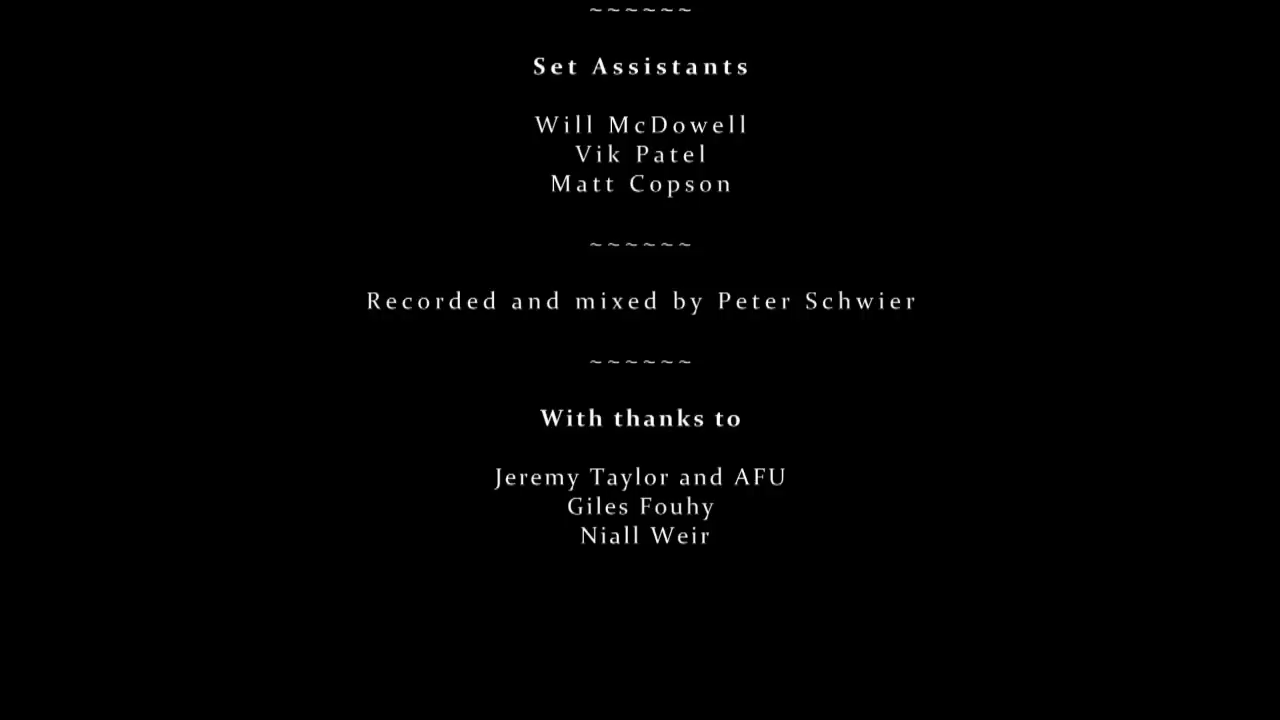 ~~~~~~
Set Assistants
Will McDowell
Vik Patel
Matt Copson
~~~~~~
Recorded and mixed by Peter Schwier
~~~~~~
With thanks to
Jeremy Taylor and AFU
Giles Fouhy
Niall Weir